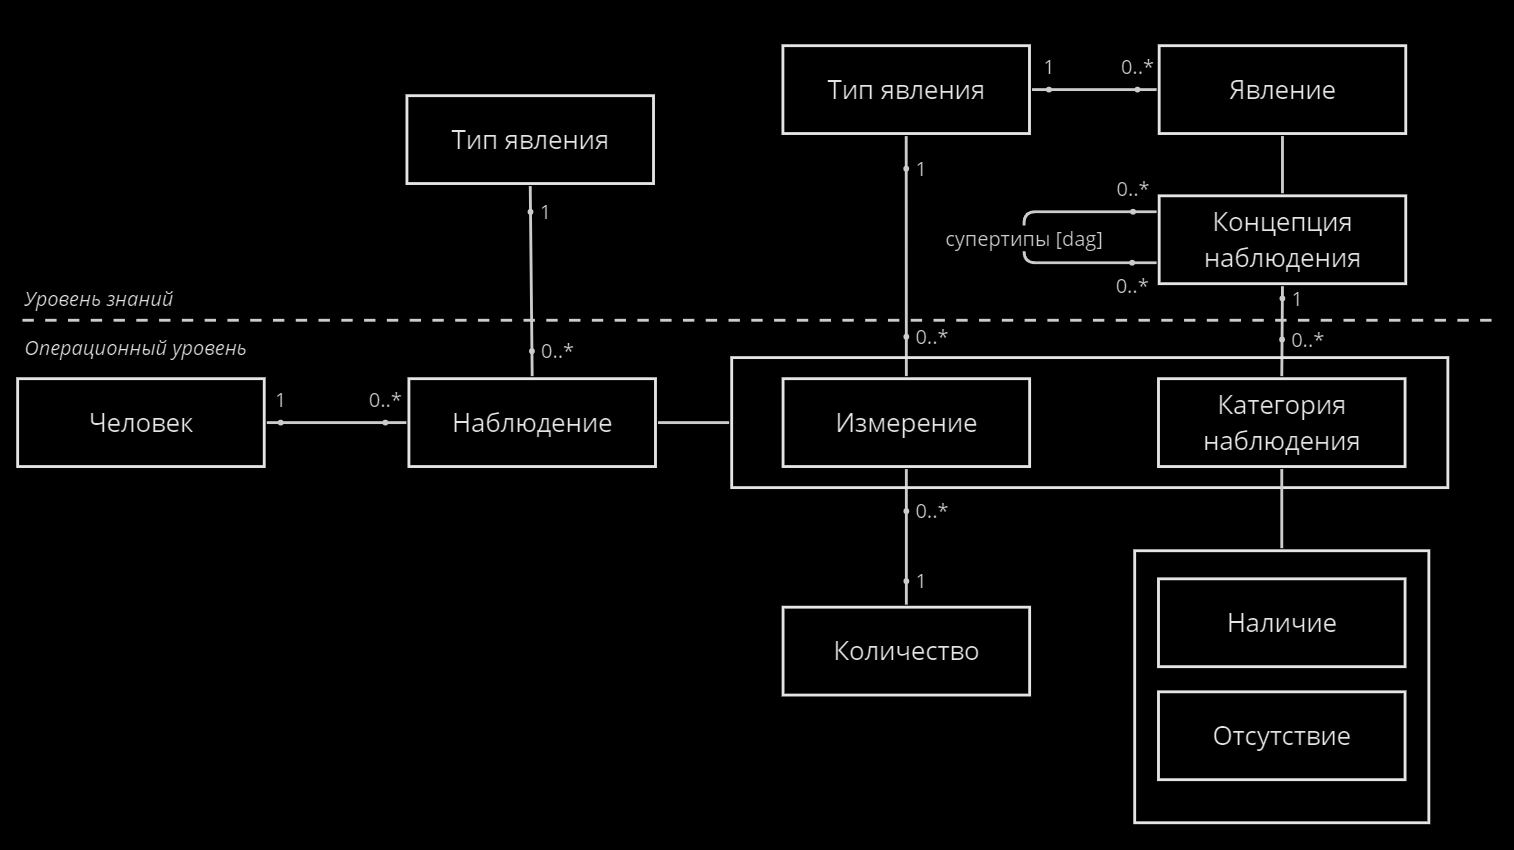 Тип явления
1
0..*
Явление
Тип явления
1
1
0..*
Концепция
наблюдения
супертипы [dag]
0..*
Уровень знаний
1
Операционный уровень
0..*
0..*
0..*
Человек
1
0..*
Наблюдение
Измерение
Категория
наблюдения
0..*
1
Количество
Наличие
Отсутствие